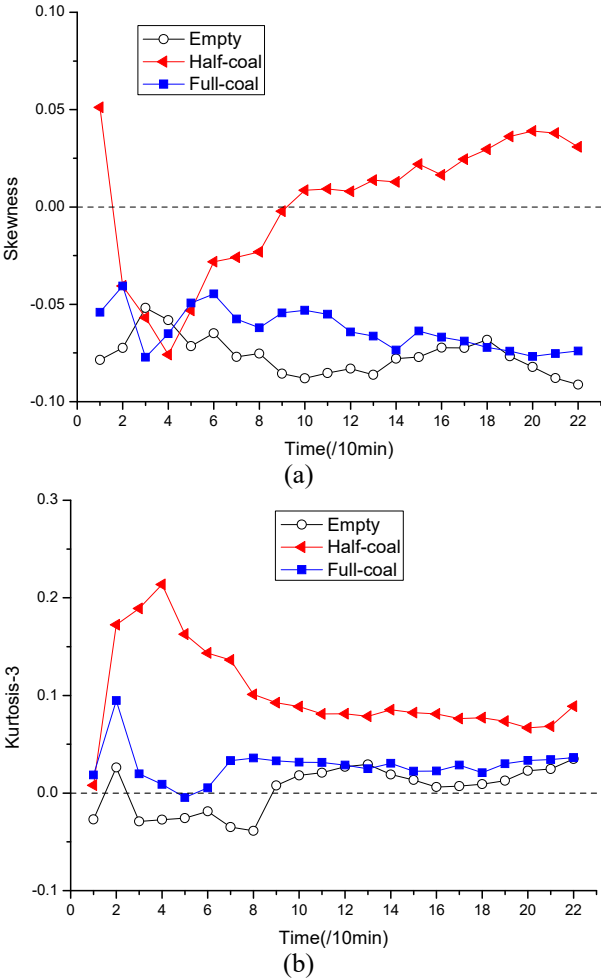 0.10
Empty
Half-coal
Full-coal
0.05
0.00
-0.05
-0.10
Skewness
0 2 4 6 8 10 12 14 16 18 20 22
Time(/10min)
(a)
0.3
Empty
Half-coal
Full-coal
0.2
0.1
0.0
-0.1
Kurtosis-3
0 2 4 6 8 10 12 14 16 18 20 22
Time(/10min)
(b)